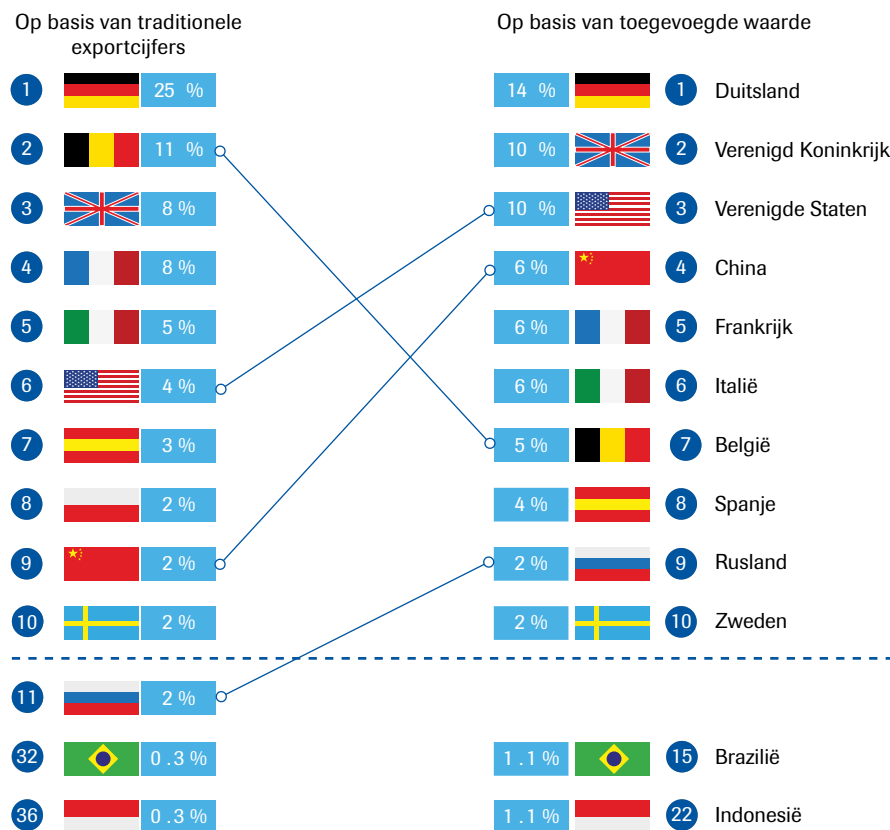 Op basis van traditionele
exportcijfers
Op basis van toegevoegde waarde
1 25 % 14 % 1 Duitsland
2 11 % 10 % 2 Verenigd Koninkrijk
3 8 % 10 % 3 Verenigde Staten
4 8 % 6 % 4 China
5 5 % 6 % 5 Frankrijk
6 4 % 6 % 6 Italië
7 3 % 5 % 7 België
8 2 % 4 % 8 Spanje
9 2 % 2 % 9 Rusland
10 2 % 2 % 10 Zweden
11 2 %
32 0.3 % 1.1 % 15 Brazilië
36 0.3 % 1.1 % 22 Indonesië